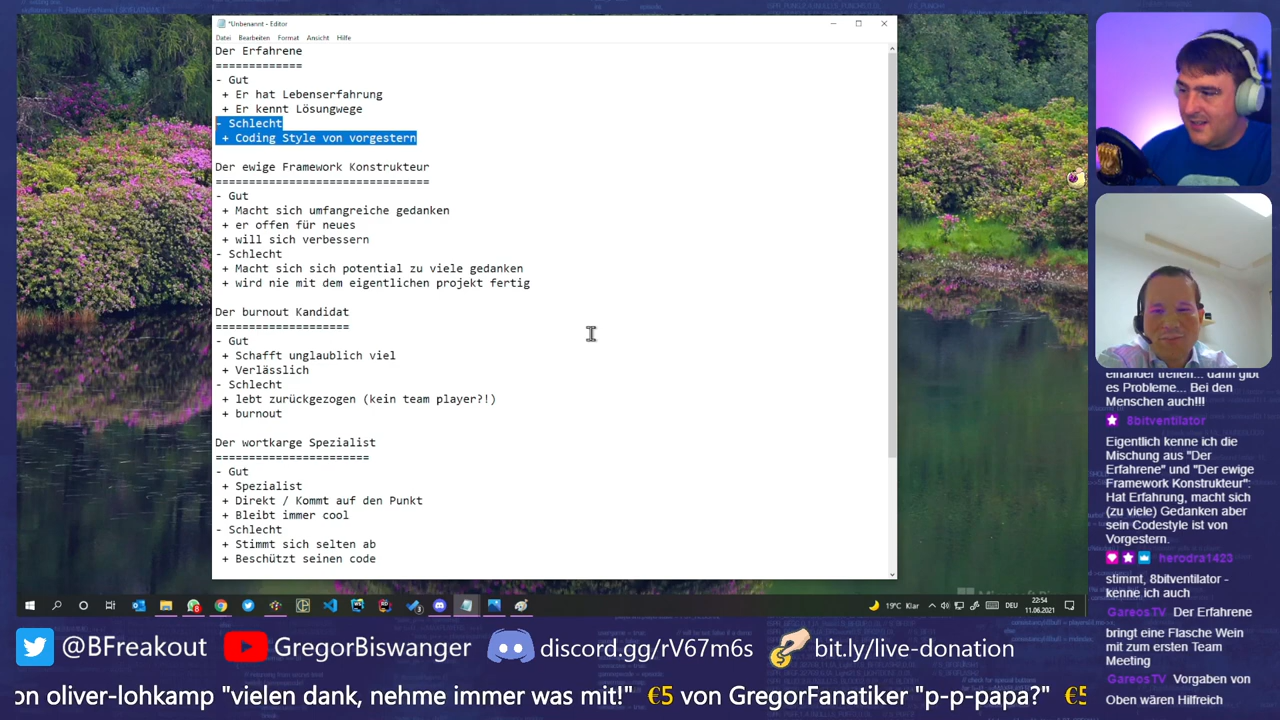 *Unbenannt - Editor
Datei Bearbeiten Format Ansicht Hilfe
Der Erfahrene
=============
- Gut
+ Er hat Lebenserfahrung
+ Er kennt Lösungwege
- Schlecht
+ Coding Style von vorgestern
Der ewige Framework Konstrukteur
================================
- Gut
+ Macht sich umfangreiche gedanken
+ er offen für neues
+ will sich verbessern
- Schlecht
+ Macht sich sich potential zu viele gedanken
+ wird nie mit dem eigentlichen projekt fertig
Der burnout Kandidat
====================
- Gut
+ Schafft unglaublich viel
+ Verlässlich
- Schlecht
+ lebt zurückgezogen (kein team player?!)
+ burnout
Der wortkarge Spezialist
=======================
- Gut
+ Spezialist
+ Direkt / Kommt auf den Punkt
+ Bleibt immer cool
- Schlecht
+ Stimmt sich selten ab
+ Beschützt seinen code
einander treffen... dann gibt
es Probleme... Bei den
Menschen auch!!!
8bitventilator
Eigentlich kenne ich die
Mischung aus "Der
Erfahrene" und "Der ewige
Framework Konstrukteur":
Hat Erfahrung, macht sich
(zu viele) Gedanken aber
sein Codestyle ist von
Vorgestern.
herodra1423
stimmt, 8bitventilator -
kenne ich auch
GareosTV Der Erfahrene
bringt eine Flasche Wein
mit zum ersten Team
Meeting
GareosTV Vorgaben von
Oben wären Hilfreich
19°C Klar
DEU
22:54
11.06.2021
@BFreakout
GregorBiswanger
discord.gg/rV67m6s
bit.ly/live-donation
on oliver-lohkamp "vielen dank, nehme immer was mit!" €5 von GregorFanatiker "p-p-papa?" €5